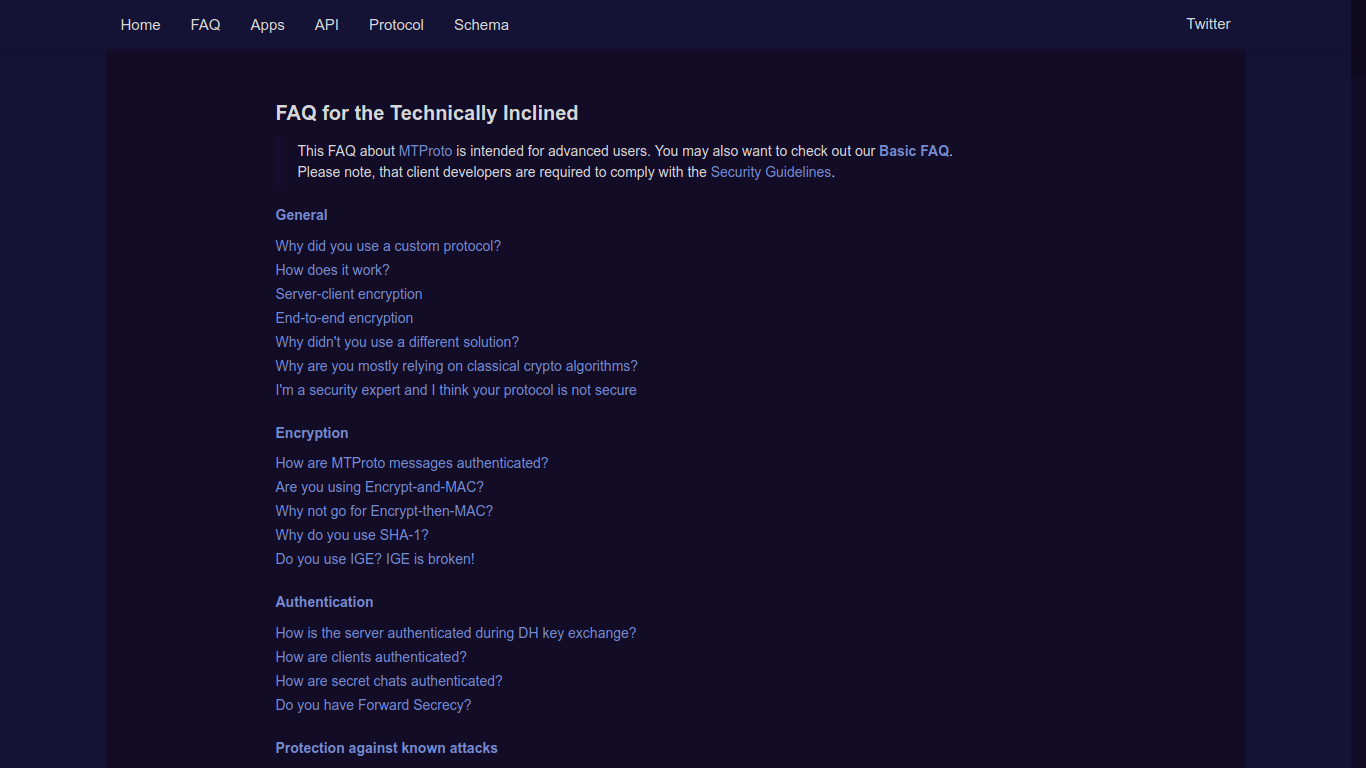 Home FAQ Apps API Protocol Schema Twitter
FAQ for the Technically Inclined
This FAQ about MTProto is intended for advanced users. You may also want to check out our Basic FAQ.
Please note, that client developers are required to comply with the Security Guidelines.
General
Why did you use a custom protocol?
How does it work?
Server-client encryption
End-to-end encryption
Why didn't you use a different solution?
Why are you mostly relying on classical crypto algorithms?
I'm a security expert and I think your protocol is not secure
Encryption
How are MTProto messages authenticated?
Are you using Encrypt-and-MAC?
Why not go for Encrypt-then-MAC?
Why do you use SHA-1?
Do you use IGE? IGE is broken!
Authentication
How is the server authenticated during DH key exchange?
How are clients authenticated?
How are secret chats authenticated?
Do you have Forward Secrecy?
Protection against known attacks